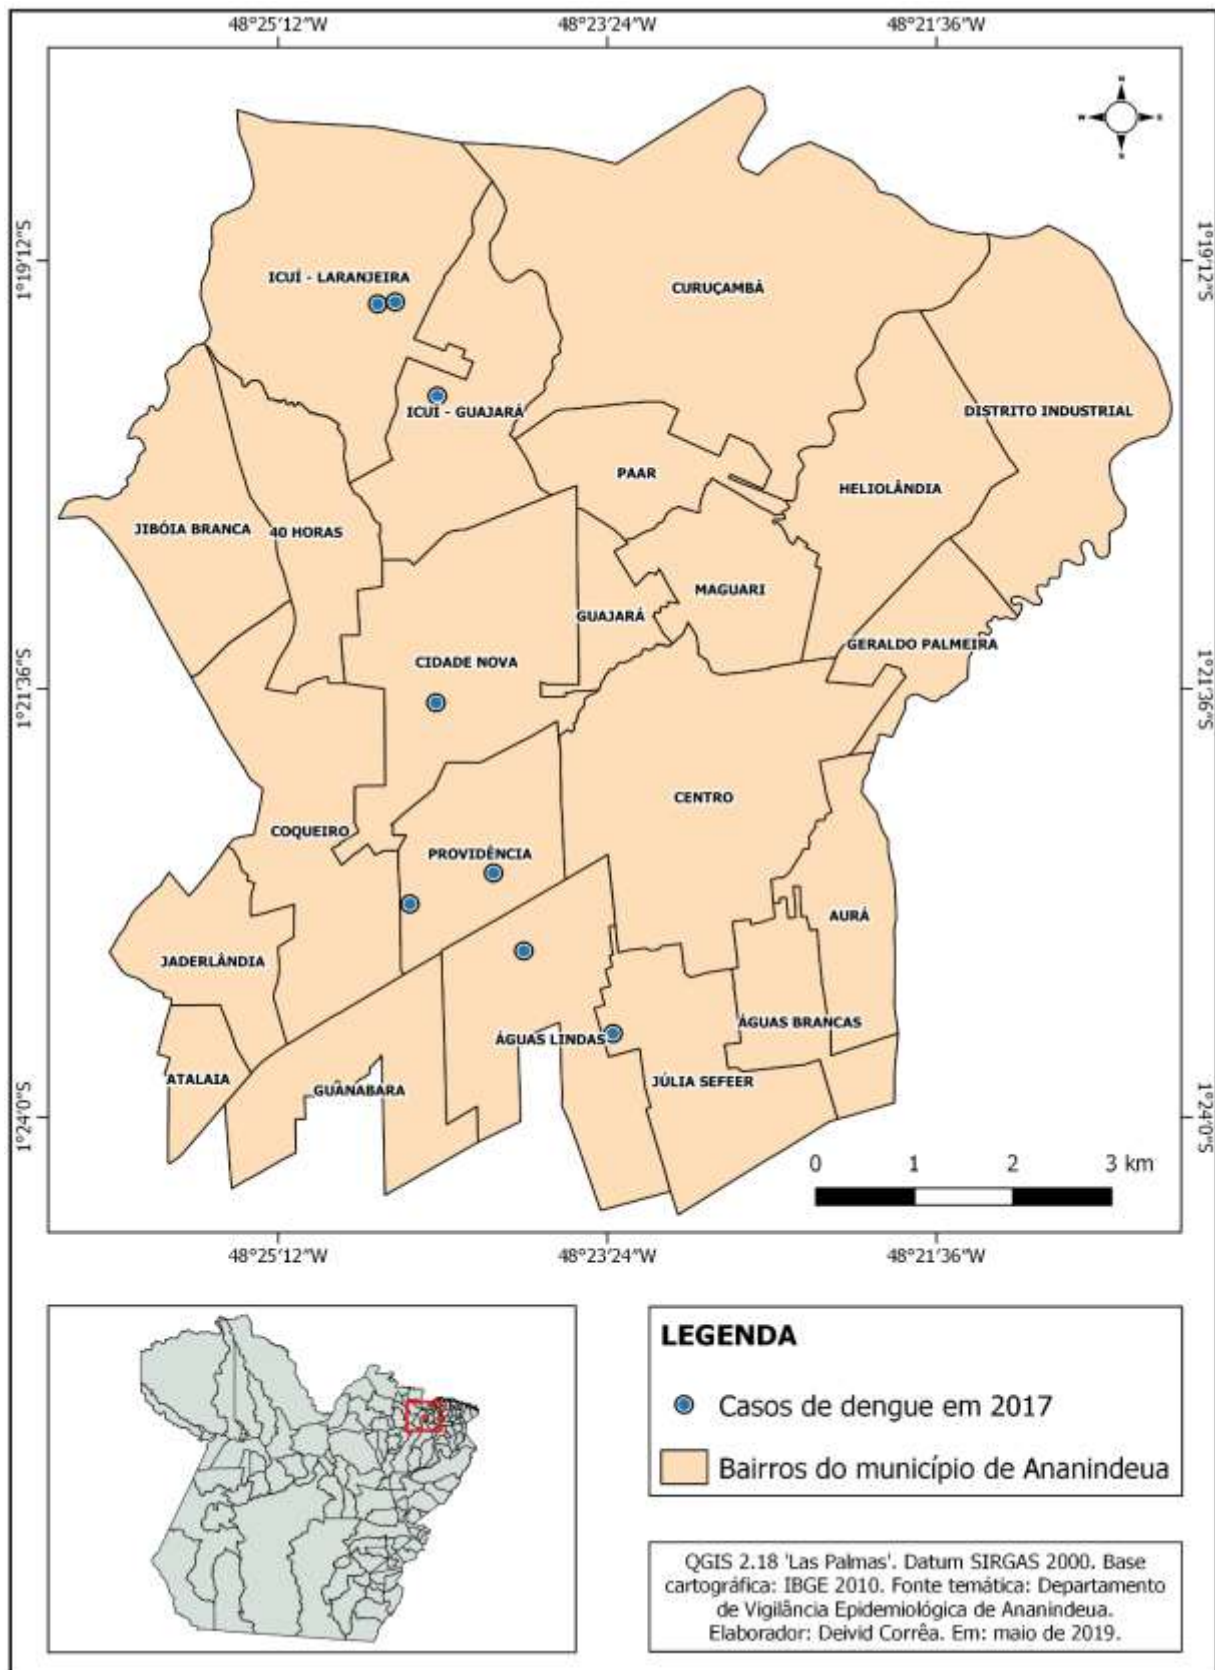 48°25'12"W 48°23'24"W 48°21'36"W
N
W E
S
1°19'12"S 1°19'12"S
ICUÍ - LARANJEIRA
CURUÇAMBÁ
ICUÍ - GUAJARÁ
DISTRITO INDUSTRIAL
PAAR
HELIOLÂNDIA
JIBÓIA BRANCA 40 HORAS
MAGUARI
GUAJARÁ
GERALDO PALMEIRA
CIDADE NOVA
1°21'36"S 1°21'36"S
CENTRO
COQUEIRO
PROVIDÊNCIA
AURÁ
JADERLÂNDIA
ÁGUAS BRANCAS
ÁGUAS LINDAS
ATALAIA
JÚLIA SEFEER
GUANABARA
1°24'0"S 1°24'0"S
0 1 2 3 km
48°25'12"W 48°23'24"W 48°21'36"W
LEGENDA
Casos de dengue em 2017
Bairros do município de Ananindeua
QGIS 2.18 'Las Palmas'. Datum SIRGAS 2000. Base
cartográfica: IBGE 2010. Fonte temática: Departamento
de Vigilância Epidemiológica de Ananindeua.
Elaborador: Deivid Corrêa. Em: maio de 2019.